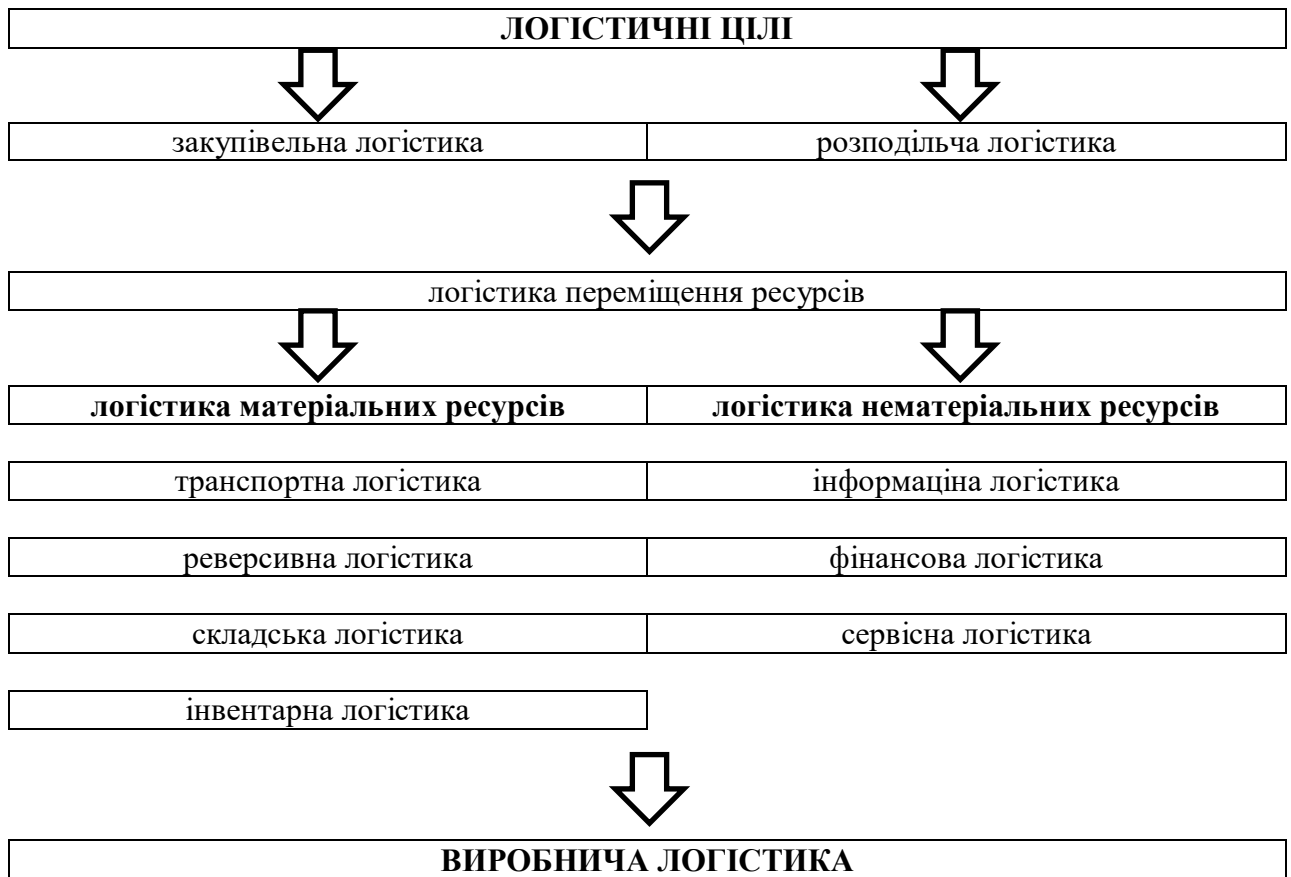 ЛОГІСТИЧНІ ЦІЛІ
закупівельна логістика
розподільча логістика
логістика переміщення ресурсів
логістика матеріальних ресурсів
логістика нематеріальних ресурсів
транспортна логістика
інформаціна логістика
реверсивна логістика
фінансова логістика
складська логістика
сервісна логістика
інвентарна логістика
ВИРОБНИЧА ЛОГІСТИКА